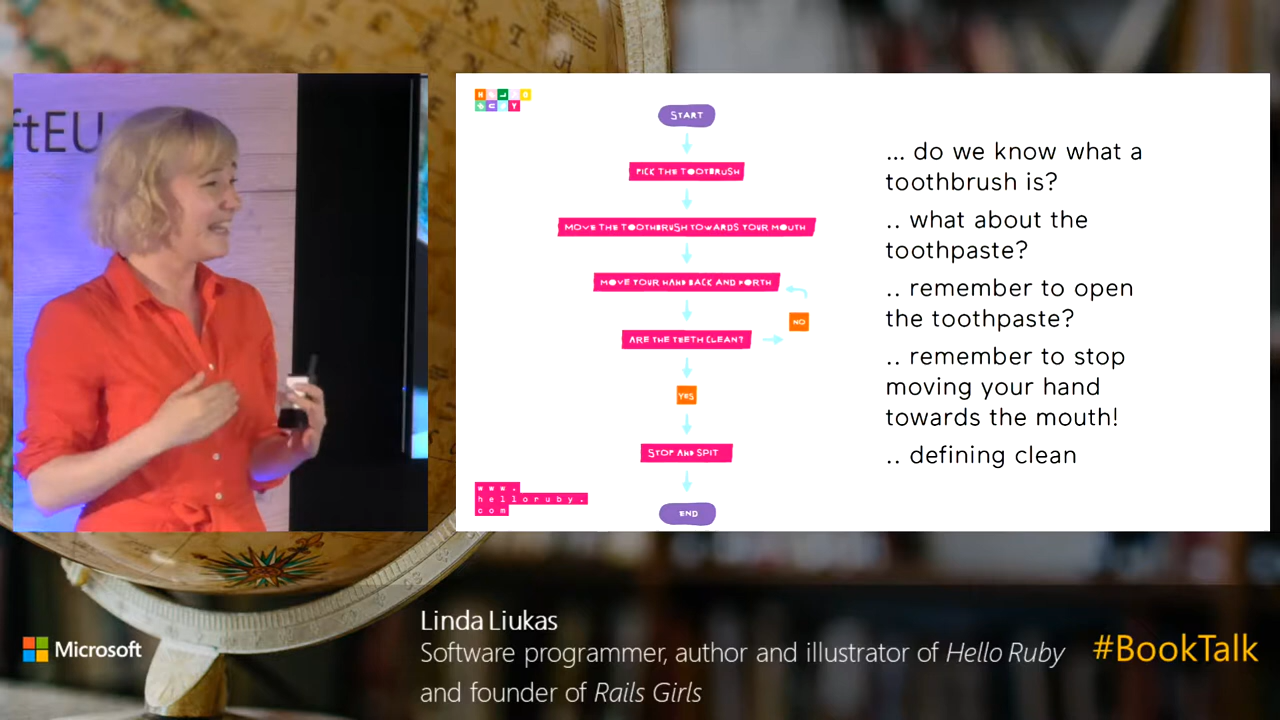 ftEU
HELLO
RUBY
START
PICK THE TOOTBRUSH
MOVE THE TOOTHBRUSH TOWARDS YOUR MOUTH
MOVE YOUR HAND BACK AND FORTH
NO
ARE THE TEETH CLEAN?
YES
STOP AND SPIT
END
www.
helloruby.
com
... do we know what a
toothbrush is?
.. what about the
toothpaste?
.. remember to open
the toothpaste?
.. remember to stop
moving your hand
towards the mouth!
.. defining clean
Microsoft
Linda Liukas
Software programmer, author and illustrator of Hello Ruby
and founder of Rails Girls
#BookTalk